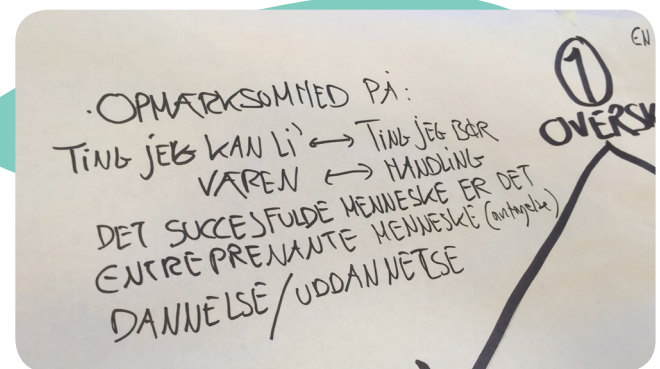 · OPMÆRKSOMHED PÅ:
TING JEG KAN LI' ↔ TING JEG BØR
VÆREN ↔ HANDLING
DET SUCCESFULDE MENNESKE ER DET
ENTREPRENANTE MENNESKE (antagelse)
DANNELSE/UDDANNELSE
EN
1
OVERSK